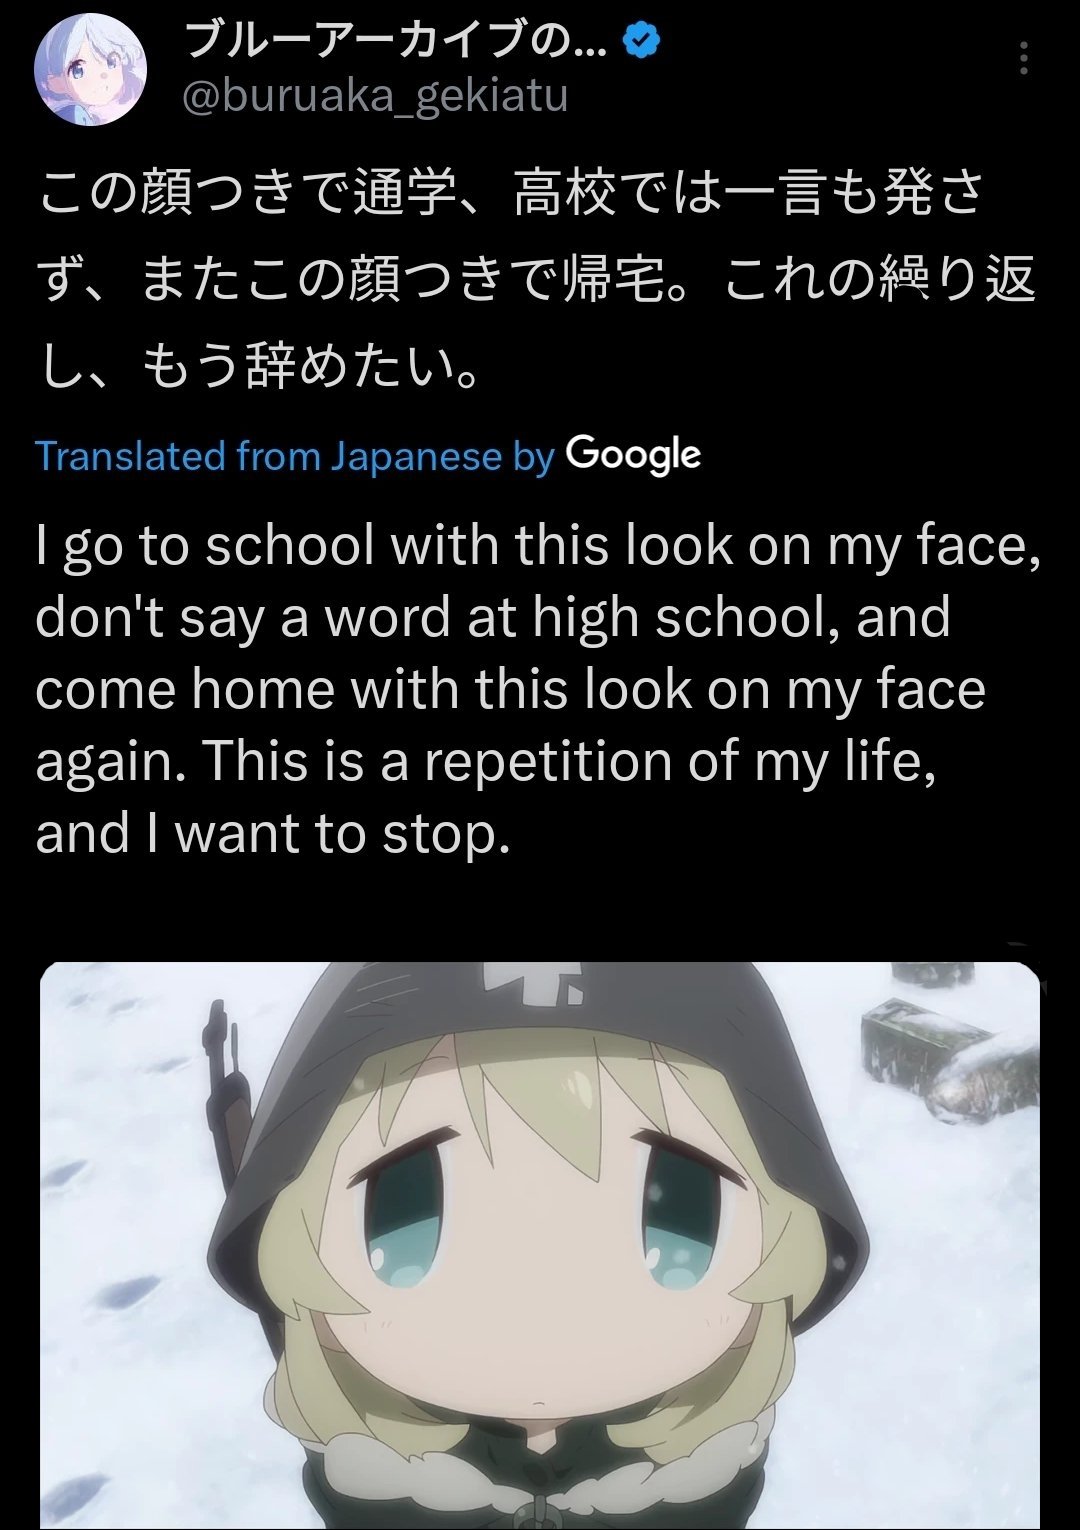 ブルーアーカイブの...
@buruaka_gekiatu
この顔つきで通学、高校では一言も発さ
ず、またこの顔つきで帰宅。これの繰り返
し、もう辞めたい。
Translated from Japanese by Google
I go to school with this look on my face,
don't say a word at high school, and
come home with this look on my face
again. This is a repetition of my life,
and I want to stop.